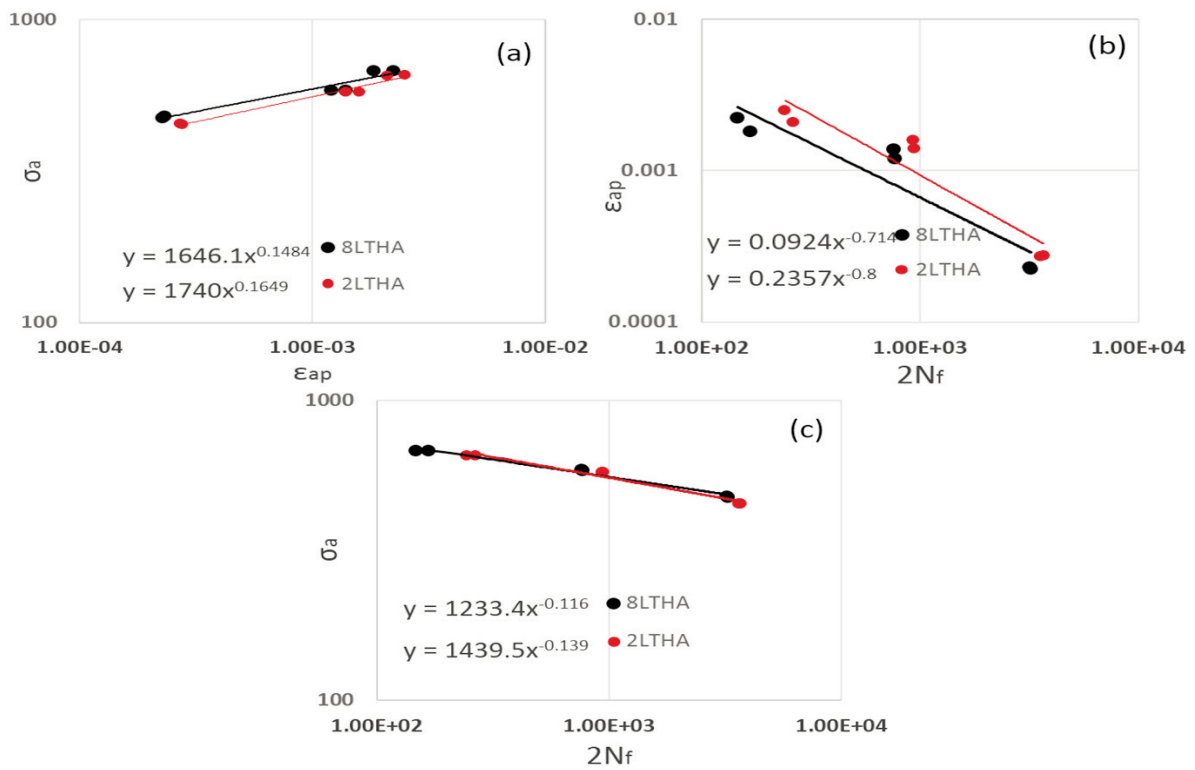 1000
(a)
σa
y = 1646.1x^0.1484
8LTHA
y = 1740x^0.1649
2LTHA
100
1.00E-04
1.00E-03
1.00E-02
εap
0.01
(b)
0.001
εap
y = 0.0924x^-0.714
8LTHA
y = 0.2357x^-0.8
2LTHA
0.0001
1.00E+02
1.00E+03
1.00E+04
2Nf
1000
(c)
σa
y = 1233.4x^-0.116
8LTHA
y = 1439.5x^-0.139
2LTHA
100
1.00E+02
1.00E+03
1.00E+04
2Nf